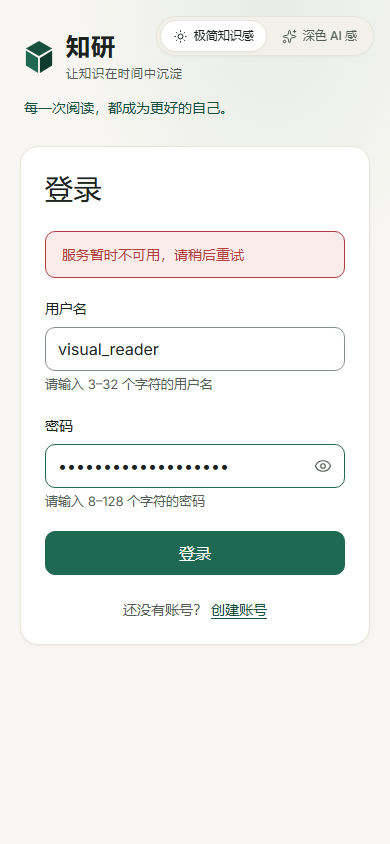 知研
让知识在时间中沉淀
极简知识感
深色 AI 感
每一次阅读，都成为更好的自己。
登录
服务暂时不可用，请稍后重试
用户名
visual_reader
请输入 3–32 个字符的用户名
密码
•••••••••••••••••••
请输入 8–128 个字符的密码
登录
还没有账号？ 创建账号